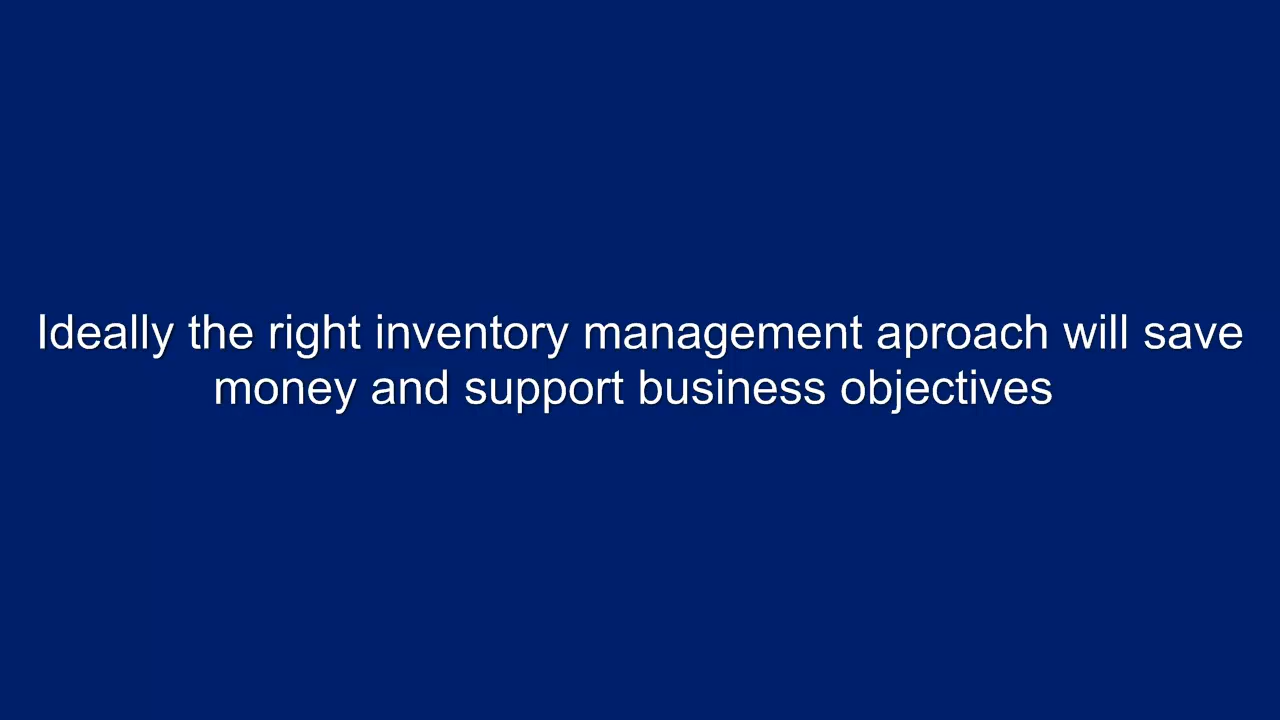 Ideally the right inventory management aproach will save
money and support business objectives